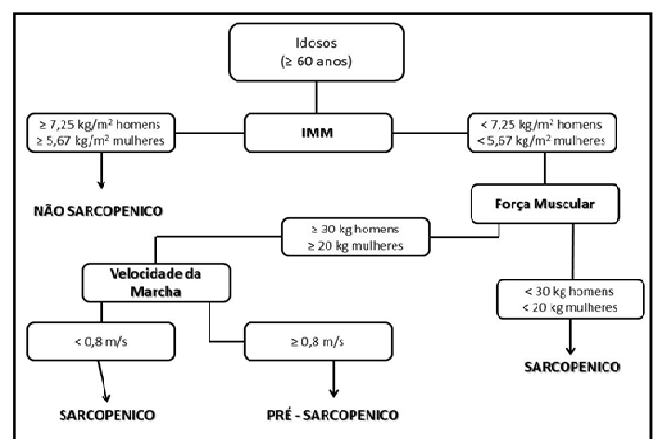 Idosos
(≥ 60 anos)
≥ 7,25 kg/m² homens
≥ 5,67 kg/m² mulheres
IMM
< 7,25 kg/m² homens
< 5,67 kg/m² mulheres
NÃO SARCOPENICO
Força Muscular
≥ 30 kg homens
≥ 20 kg mulheres
Velocidade da
Marcha
< 30 kg homens
< 20 kg mulheres
< 0,8 m/s
≥ 0,8 m/s
SARCOPENICO
SARCOPENICO
PRÉ - SARCOPENICO